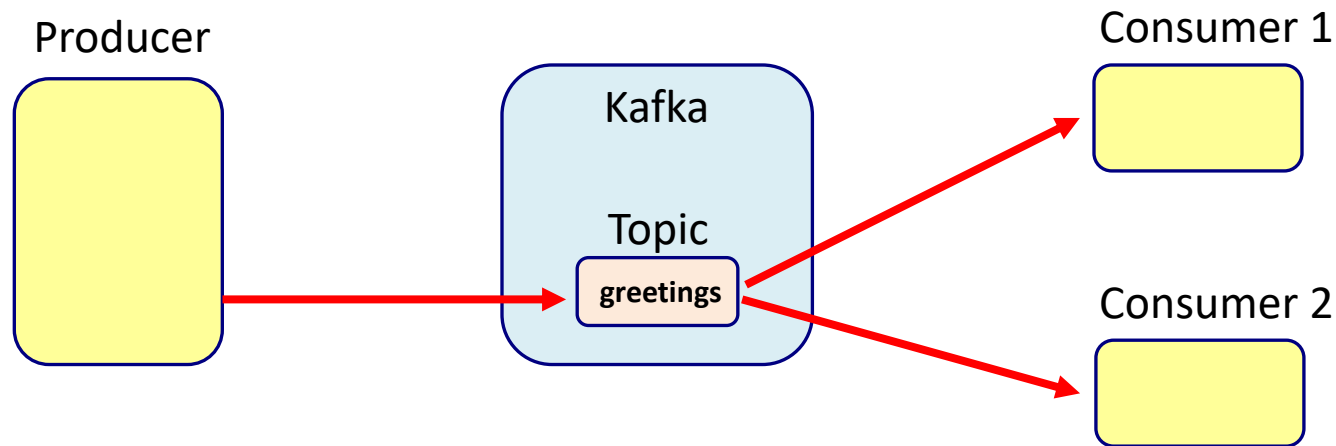 Producer
Kafka
Topic
greetings
Consumer 1
Consumer 2